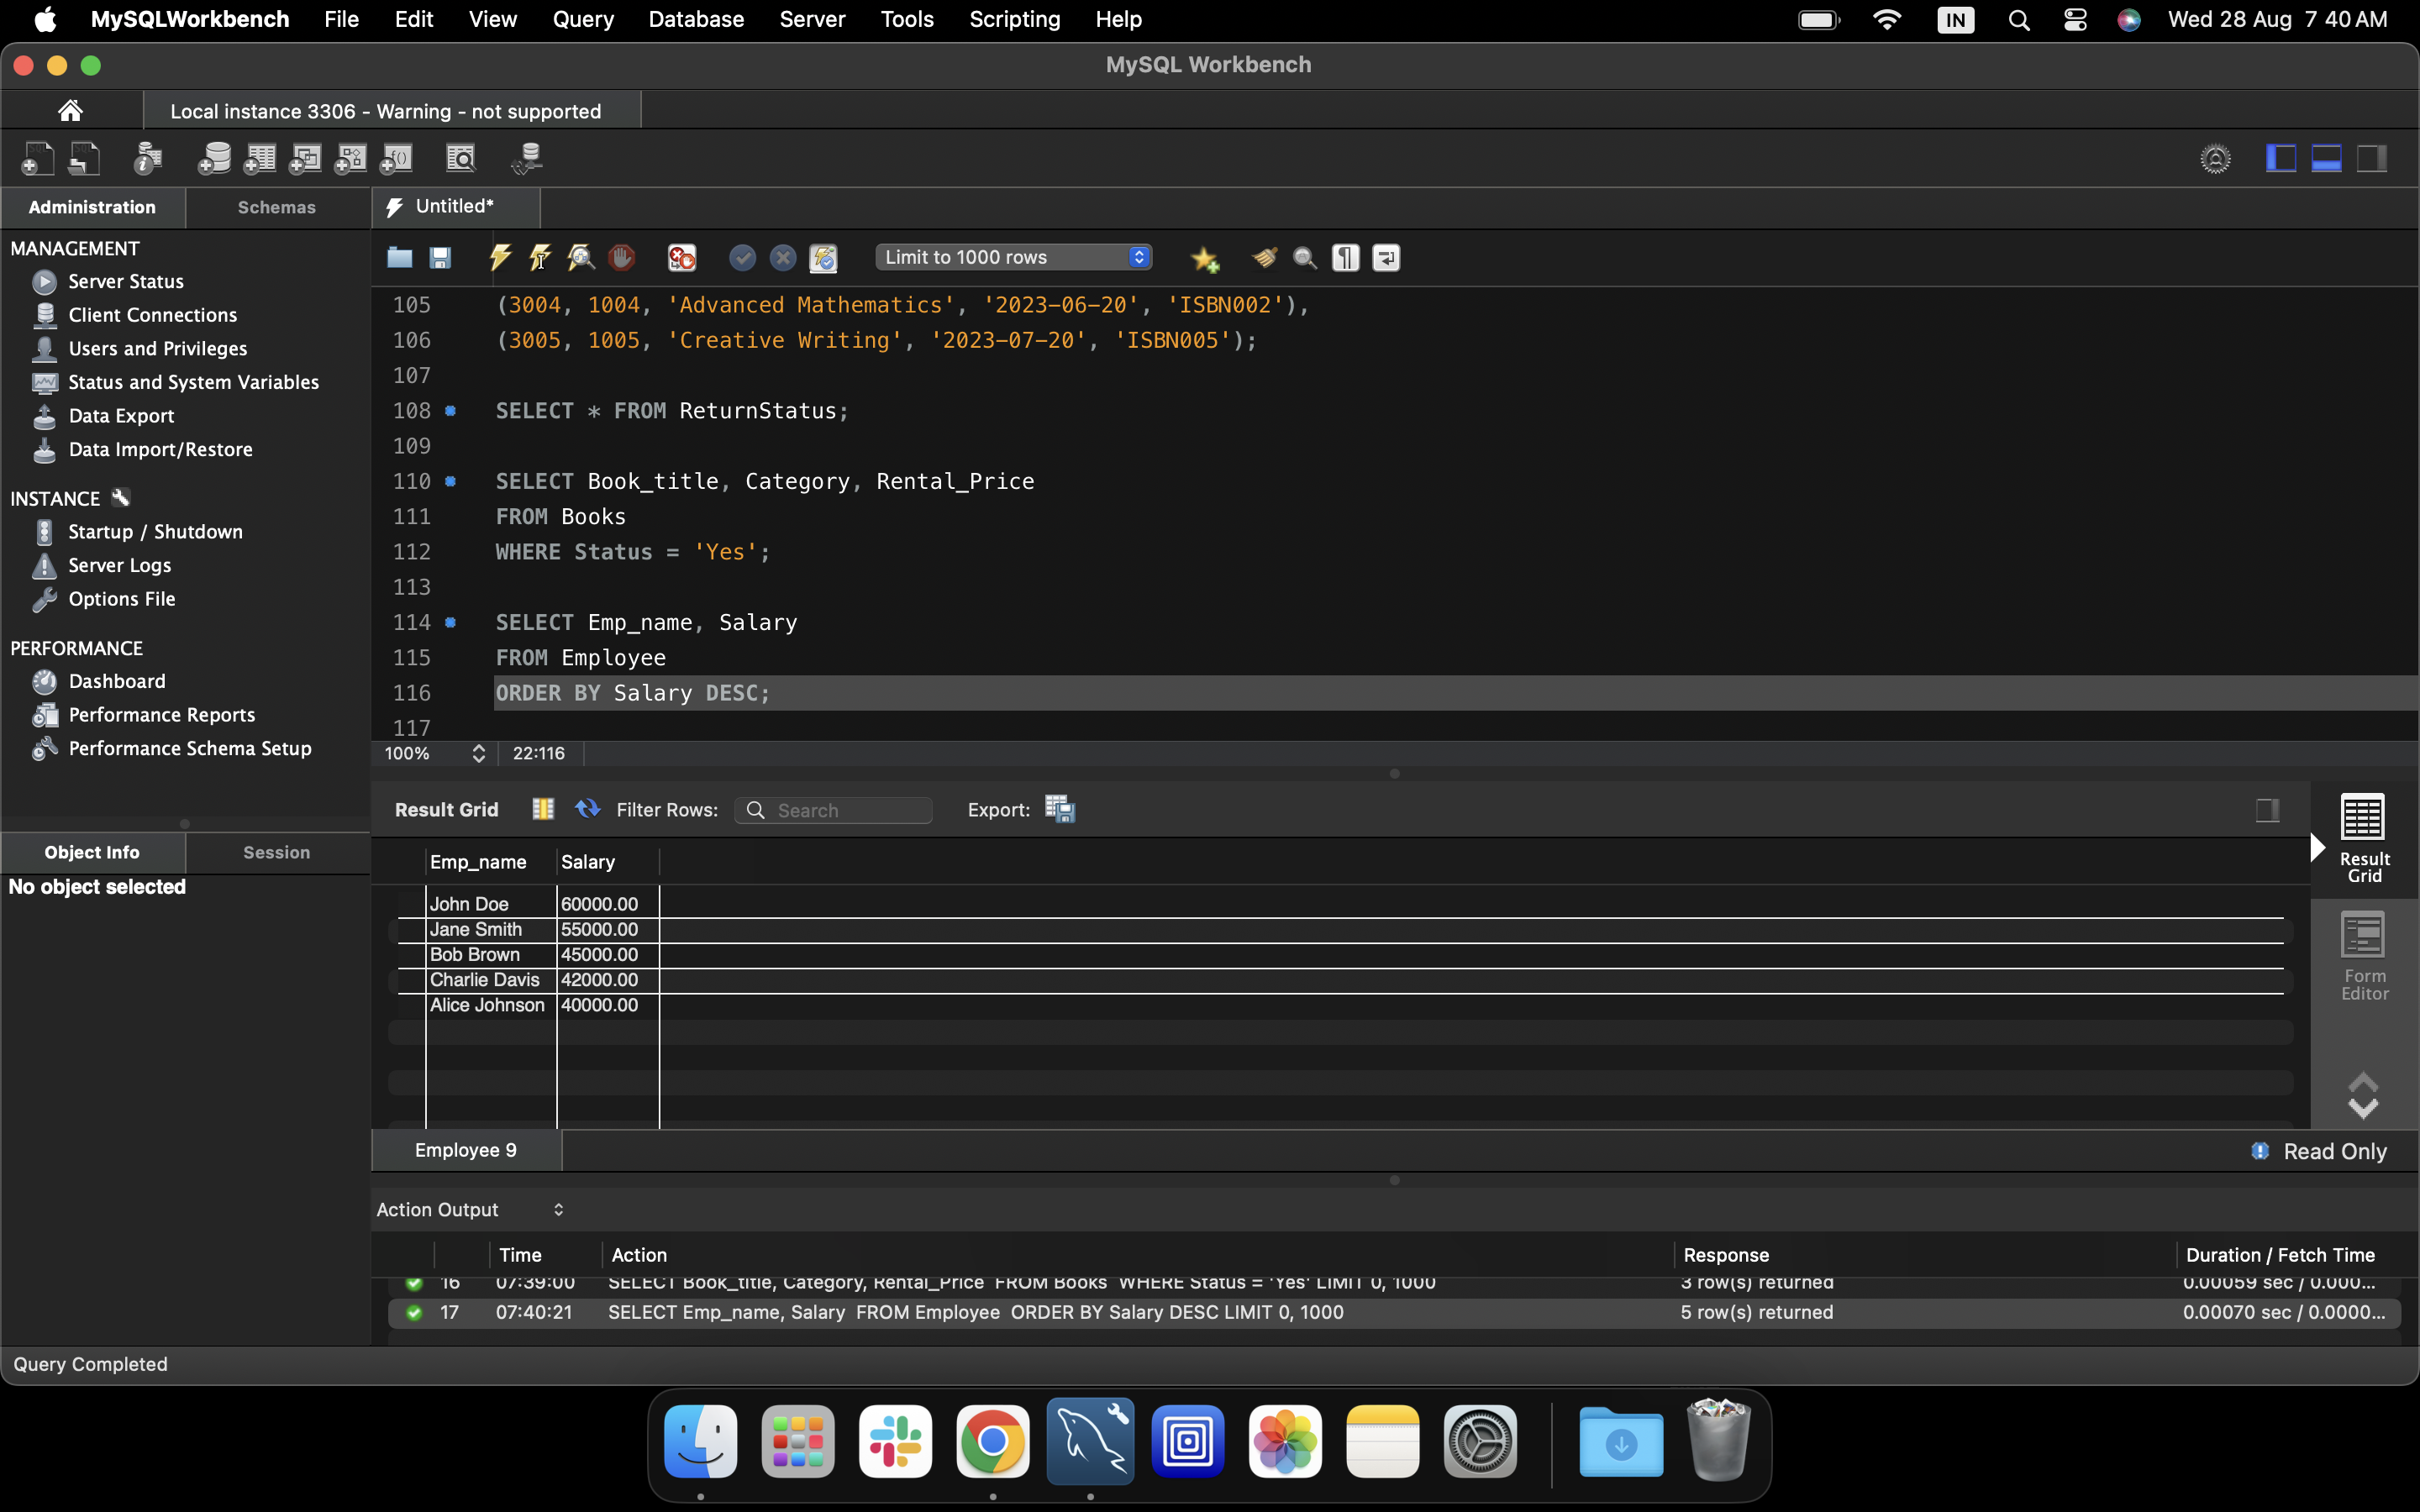 MySQLWorkbench File Edit View Query Database Server Tools Scripting Help IN Wed 28 Aug 7 40 AM
MySQL Workbench
Local instance 3306 - Warning - not supported
Administration Schemas Untitled*
MANAGEMENT
Server Status
Client Connections
Users and Privileges
Status and System Variables
Data Export
Data Import/Restore
INSTANCE
Startup / Shutdown
Server Logs
Options File
PERFORMANCE
Dashboard
Performance Reports
Performance Schema Setup
Object Info Session
No object selected
Limit to 1000 rows
105 (3004, 1004, 'Advanced Mathematics', '2023-06-20', 'ISBN002'),
106 (3005, 1005, 'Creative Writing', '2023-07-20', 'ISBN005');
107
108 SELECT * FROM ReturnStatus;
109
110 SELECT Book_title, Category, Rental_Price
111 FROM Books
112 WHERE Status = 'Yes';
113
114 SELECT Emp_name, Salary
115 FROM Employee
116 ORDER BY Salary DESC;
117
100% 22:116
Result Grid Filter Rows: Search Export:
Emp_name Salary
John Doe 60000.00
Jane Smith 55000.00
Bob Brown 45000.00
Charlie Davis 42000.00
Alice Johnson 40000.00
Result
Grid
Form
Editor
Employee 9 Read Only
Action Output
Time Action Response Duration / Fetch Time
16 07:39:00 SELECT Book_title, Category, Rental_Price FROM Books WHERE Status = 'Yes' LIMIT 0, 1000 3 row(s) returned 0.00059 sec / 0.000...
17 07:40:21 SELECT Emp_name, Salary FROM Employee ORDER BY Salary DESC LIMIT 0, 1000 5 row(s) returned 0.00070 sec / 0.0000...
Query Completed